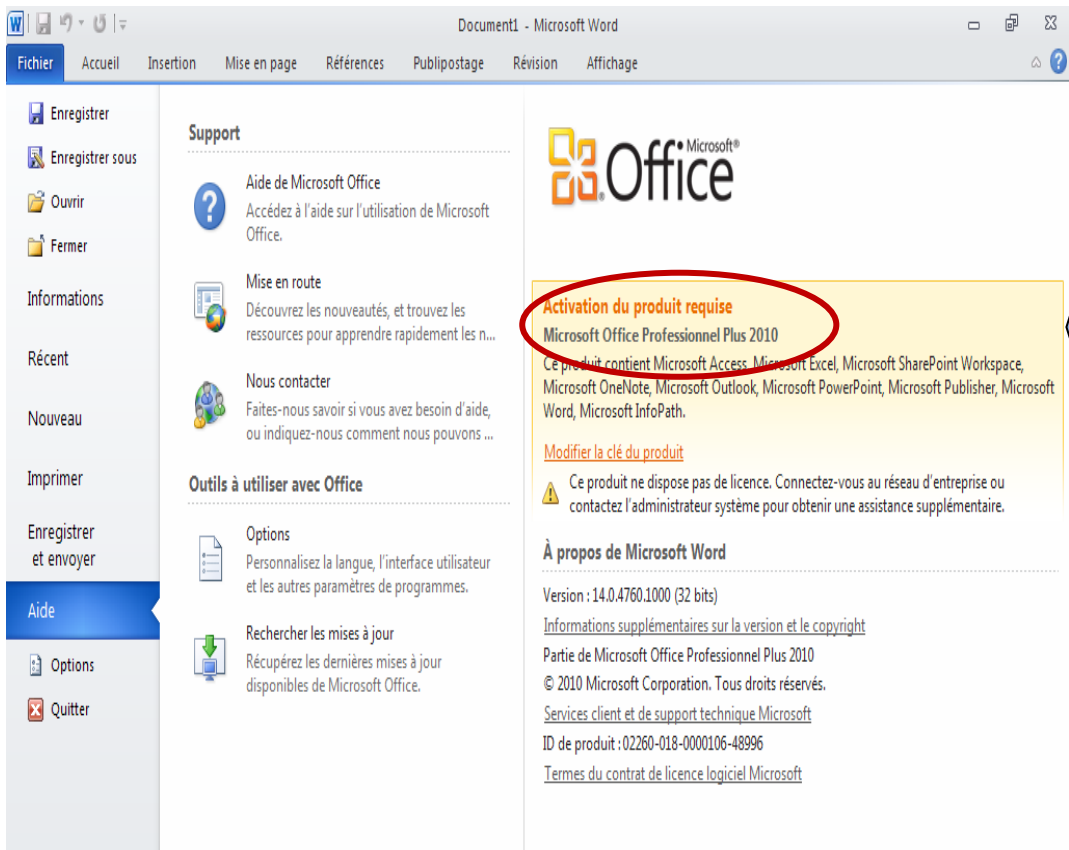 Document1 - Microsoft Word
Fichier Accueil Insertion Mise en page Références Publipostage Révision Affichage
Enregistrer
Enregistrer sous
Ouvrir
Fermer
Informations
Récent
Nouveau
Imprimer
Enregistrer
et envoyer
Aide
Options
Quitter
Support
Aide de Microsoft Office
Accédez à l'aide sur l'utilisation de Microsoft
Office.
Mise en route
Découvrez les nouveautés, et trouvez les
ressources pour apprendre rapidement les n...
Nous contacter
Faites-nous savoir si vous avez besoin d'aide,
ou indiquez-nous comment nous pouvons ...
Outils à utiliser avec Office
Options
Personnalisez la langue, l'interface utilisateur
et les autres paramètres de programmes.
Rechercher les mises à jour
Récupérez les dernières mises à jour
disponibles de Microsoft Office.
Microsoft®
Office
Activation du produit requise
Microsoft Office Professionnel Plus 2010
Ce produit contient Microsoft Access, Microsoft Excel, Microsoft SharePoint Workspace,
Microsoft OneNote, Microsoft Outlook, Microsoft PowerPoint, Microsoft Publisher, Microsoft
Word, Microsoft InfoPath.
Modifier la clé du produit
Ce produit ne dispose pas de licence. Connectez-vous au réseau d'entreprise ou
contactez l'administrateur système pour obtenir une assistance supplémentaire.
À propos de Microsoft Word
Version : 14.0.4760.1000 (32 bits)
Informations supplémentaires sur la version et le copyright
Partie de Microsoft Office Professionnel Plus 2010
© 2010 Microsoft Corporation. Tous droits réservés.
Services client et de support technique Microsoft
ID de produit : 02260-018-0000106-48996
Termes du contrat de licence logiciel Microsoft